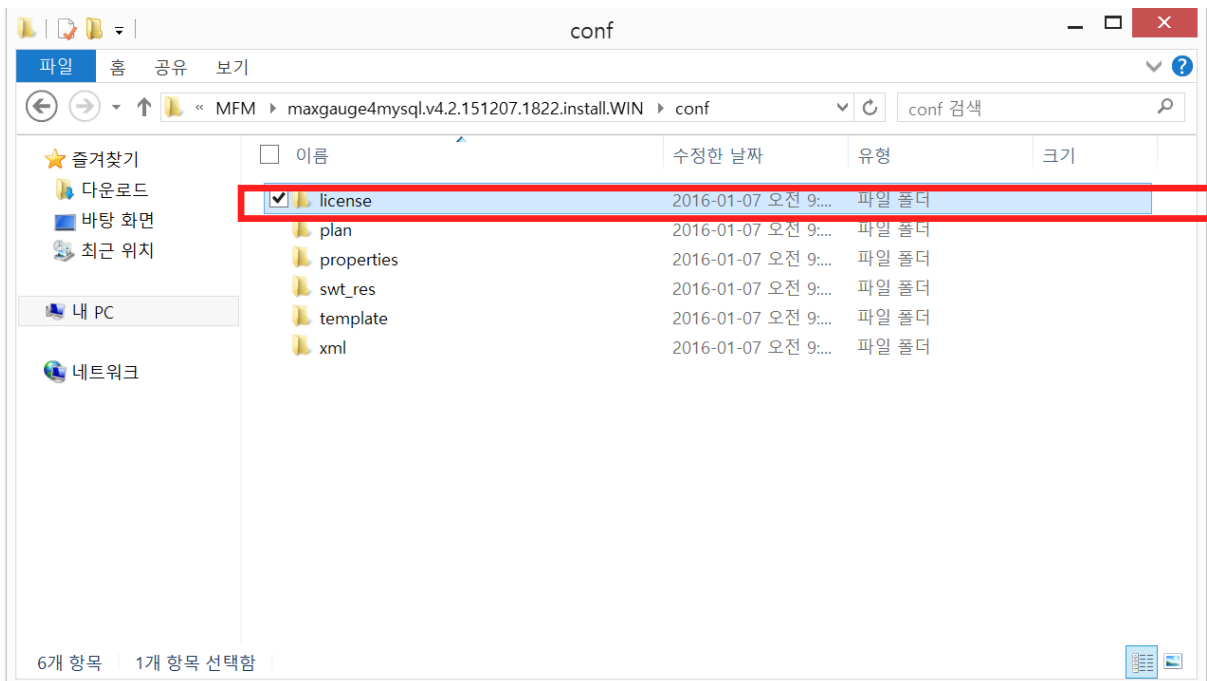 conf
파일 홈 공유 보기
« MFM maxgauge4mysql.v4.2.151207.1822.install.WIN conf conf 검색
이름 수정한 날짜 유형 크기
즐겨찾기
다운로드
바탕 화면
최근 위치
내 PC
네트워크
license 2016-01-07 오전 9:... 파일 폴더
plan 2016-01-07 오전 9:... 파일 폴더
properties 2016-01-07 오전 9:... 파일 폴더
swt_res 2016-01-07 오전 9:... 파일 폴더
template 2016-01-07 오전 9:... 파일 폴더
xml 2016-01-07 오전 9:... 파일 폴더
6개 항목 1개 항목 선택함